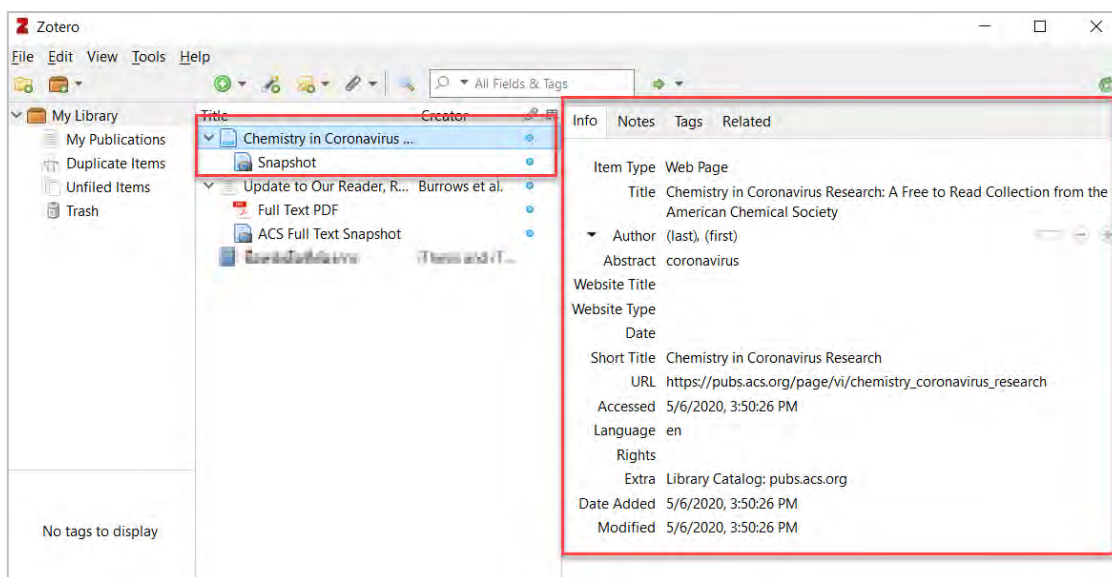 Zotero
File Edit View Tools Help
All Fields & Tags
My Library
My Publications
Duplicate Items
Unfiled Items
Trash
No tags to display
Title Creator
Chemistry in Coronavirus ...
Snapshot
Update to Our Reader, R... Burrows et al.
Full Text PDF
ACS Full Text Snapshot
Info Notes Tags Related
Item Type Web Page
Title Chemistry in Coronavirus Research: A Free to Read Collection from the
American Chemical Society
Author (last), (first)
Abstract coronavirus
Website Title
Website Type
Date
Short Title Chemistry in Coronavirus Research
URL https://pubs.acs.org/page/vi/chemistry_coronavirus_research
Accessed 5/6/2020, 3:50:26 PM
Language en
Rights
Extra Library Catalog: pubs.acs.org
Date Added 5/6/2020, 3:50:26 PM
Modified 5/6/2020, 3:50:26 PM